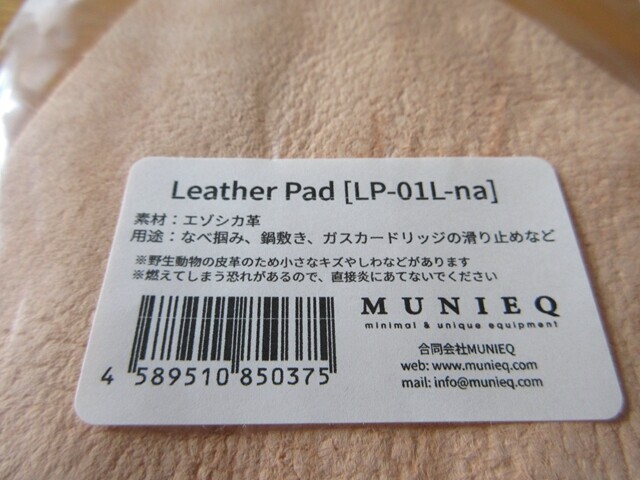 Leather Pad [LP-01L-na]
素材：エゾシカ革
用途：なべ掴み、鍋敷き、ガスカードリッジの滑り止めなど
※野生動物の皮革のため小さなキズやしわなどがあります
※燃えてしまう恐れがあるので、直接炎にあてないでください
MUNIEQ
minimal & unique equipment
合同会社MUNIEQ
web: www.munieq.com
mail: info@munieq.com
4 589510 850375